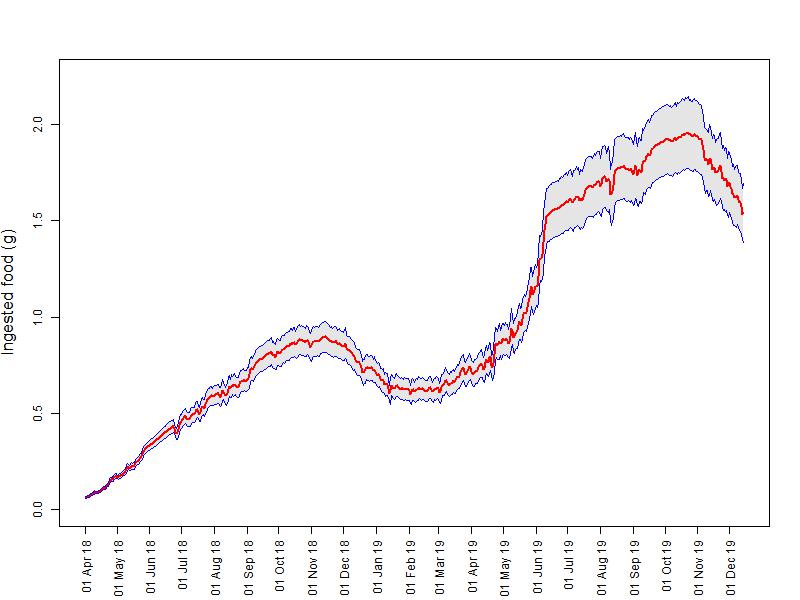 Ingested food (g)
2.0
1.5
1.0
0.5
0.0
01 Apr 18
01 May 18
01 Jun 18
01 Jul 18
01 Aug 18
01 Sep 18
01 Oct 18
01 Nov 18
01 Dec 18
01 Jan 19
01 Feb 19
01 Mar 19
01 Apr 19
01 May 19
01 Jun 19
01 Jul 19
01 Aug 19
01 Sep 19
01 Oct 19
01 Nov 19
01 Dec 19